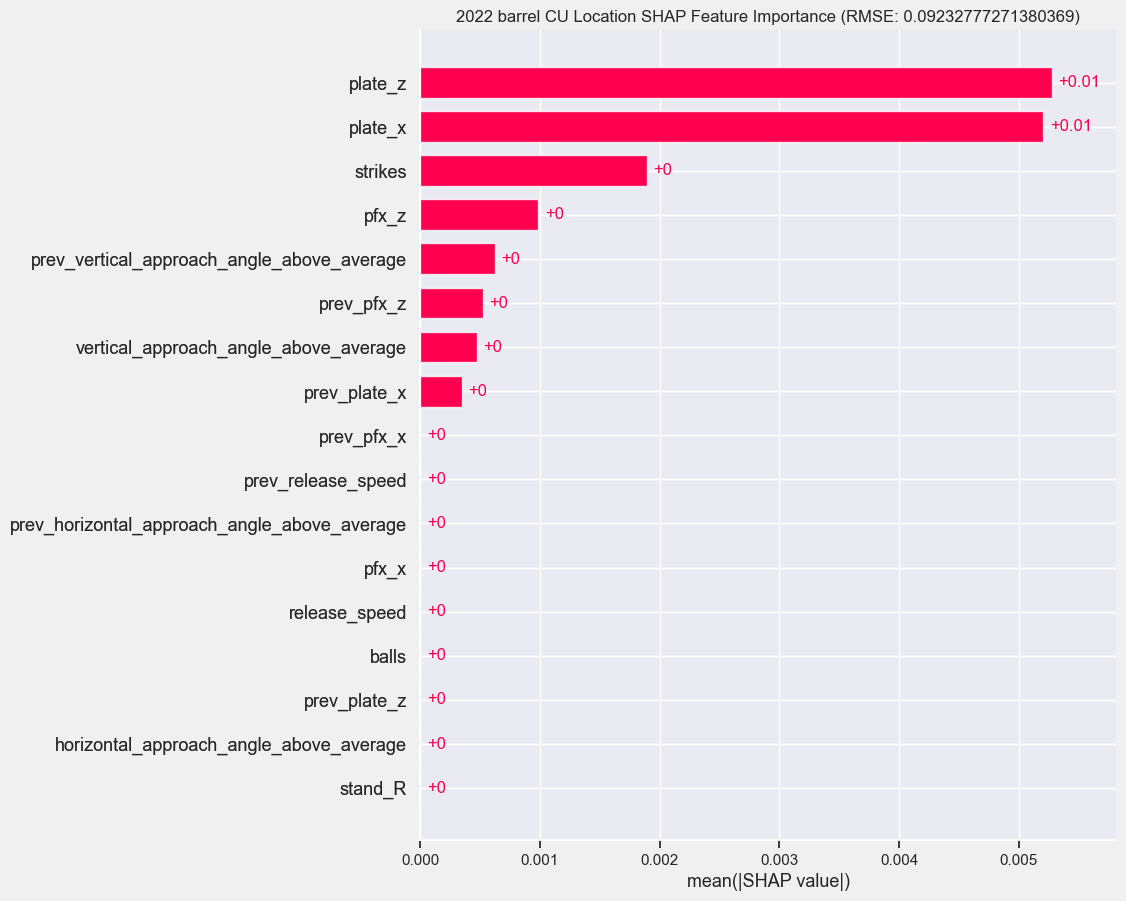 2022 barrel CU Location SHAP Feature Importance (RMSE: 0.09232777271380369)
plate_z +0.01
plate_x +0.01
strikes +0
pfx_z +0
prev_vertical_approach_angle_above_average +0
prev_pfx_z +0
vertical_approach_angle_above_average +0
prev_plate_x +0
prev_pfx_x +0
prev_release_speed +0
prev_horizontal_approach_angle_above_average +0
pfx_x +0
release_speed +0
balls +0
prev_plate_z +0
horizontal_approach_angle_above_average +0
stand_R +0
0.000 0.001 0.002 0.003 0.004 0.005
mean(|SHAP value|)